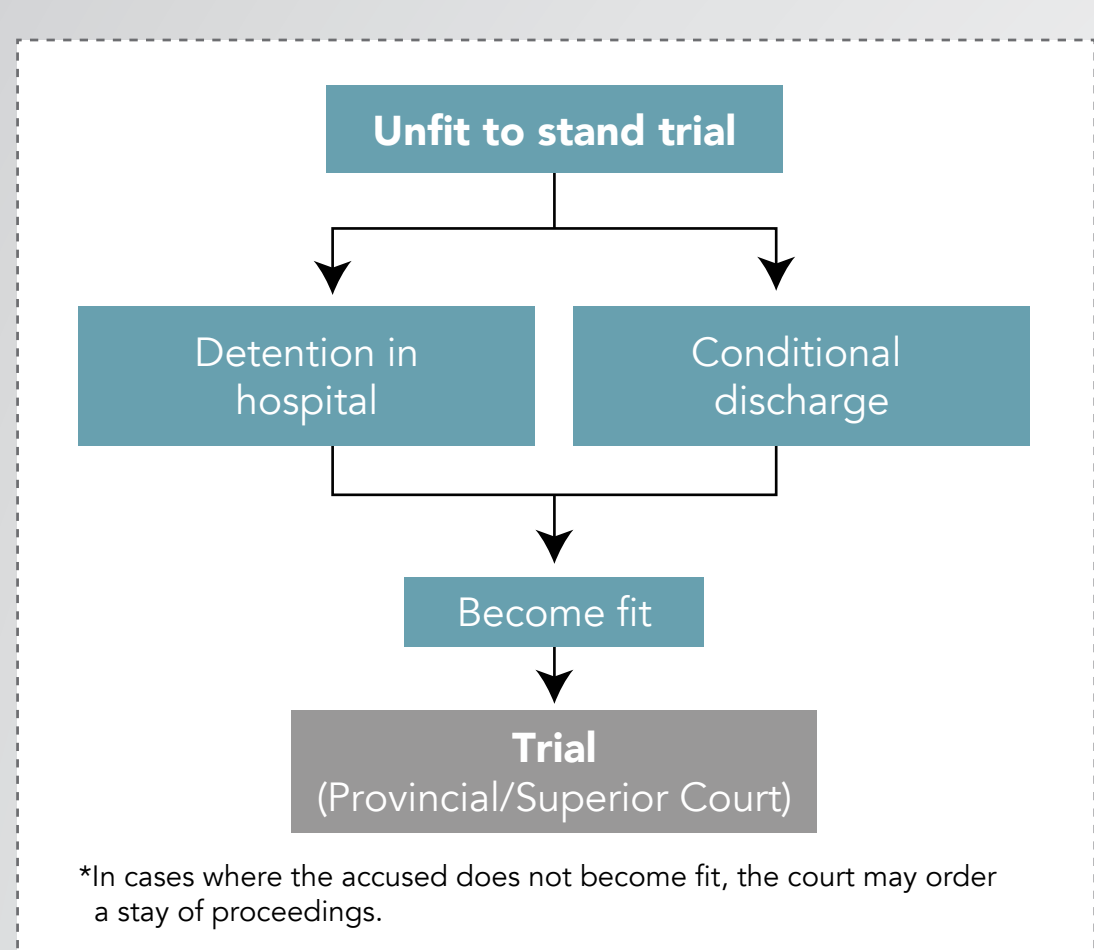 Unfit to stand trial
Detention in
hospital
Conditional
discharge
Become fit
Trial
(Provincial/Superior Court)
*In cases where the accused does not become fit, the court may order
a stay of proceedings.